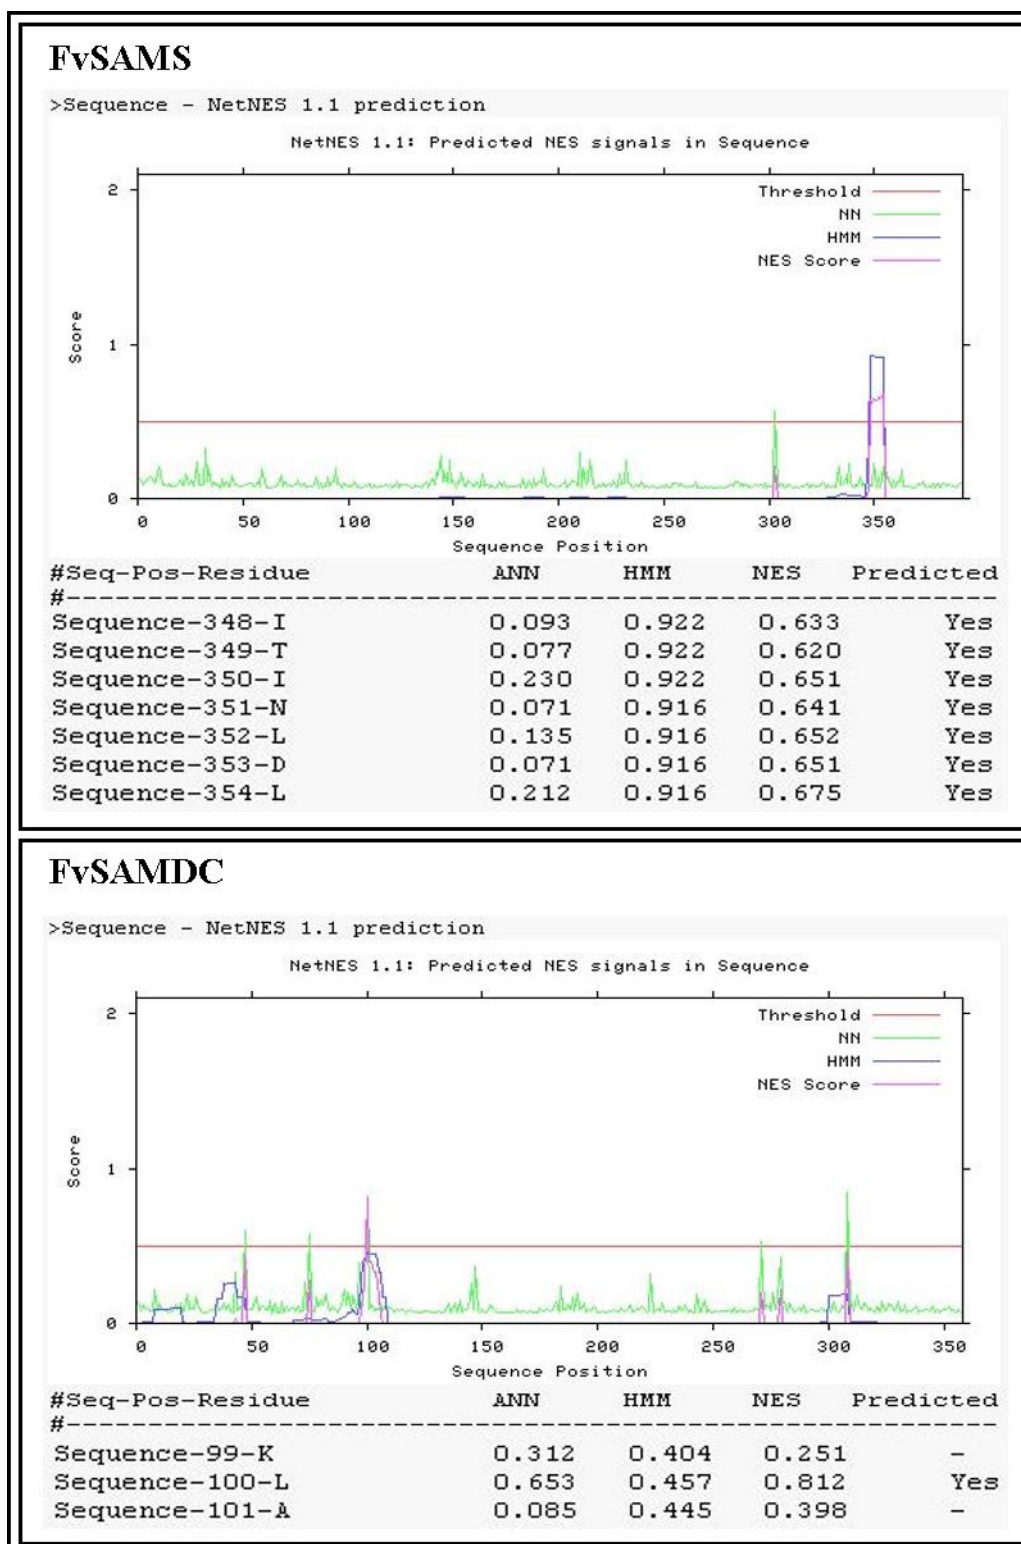 FvSAMS
>Sequence - NetNES 1.1 prediction
NetNES 1.1: Predicted NES signals in Sequence
Threshold
NN
HMM
NES Score
2
1
0
Score
0 50 100 150 200 250 300 350
Sequence Position
#Seq-Pos-Residue ANN HMM NES Predicted
#-----------------------------------------------------
Sequence-348-I 0.093 0.922 0.633 Yes
Sequence-349-T 0.077 0.922 0.620 Yes
Sequence-350-I 0.230 0.922 0.651 Yes
Sequence-351-N 0.071 0.916 0.641 Yes
Sequence-352-L 0.135 0.916 0.652 Yes
Sequence-353-D 0.071 0.916 0.651 Yes
Sequence-354-L 0.212 0.916 0.675 Yes
FvSAMDC
>Sequence - NetNES 1.1 prediction
NetNES 1.1: Predicted NES signals in Sequence
Threshold
NN
HMM
NES Score
2
1
0
Score
0 50 100 150 200 250 300 350
Sequence Position
#Seq-Pos-Residue ANN HMM NES Predicted
#-----------------------------------------------------
Sequence-99-K 0.312 0.404 0.251 -
Sequence-100-L 0.653 0.457 0.812 Yes
Sequence-101-A 0.085 0.445 0.398 -